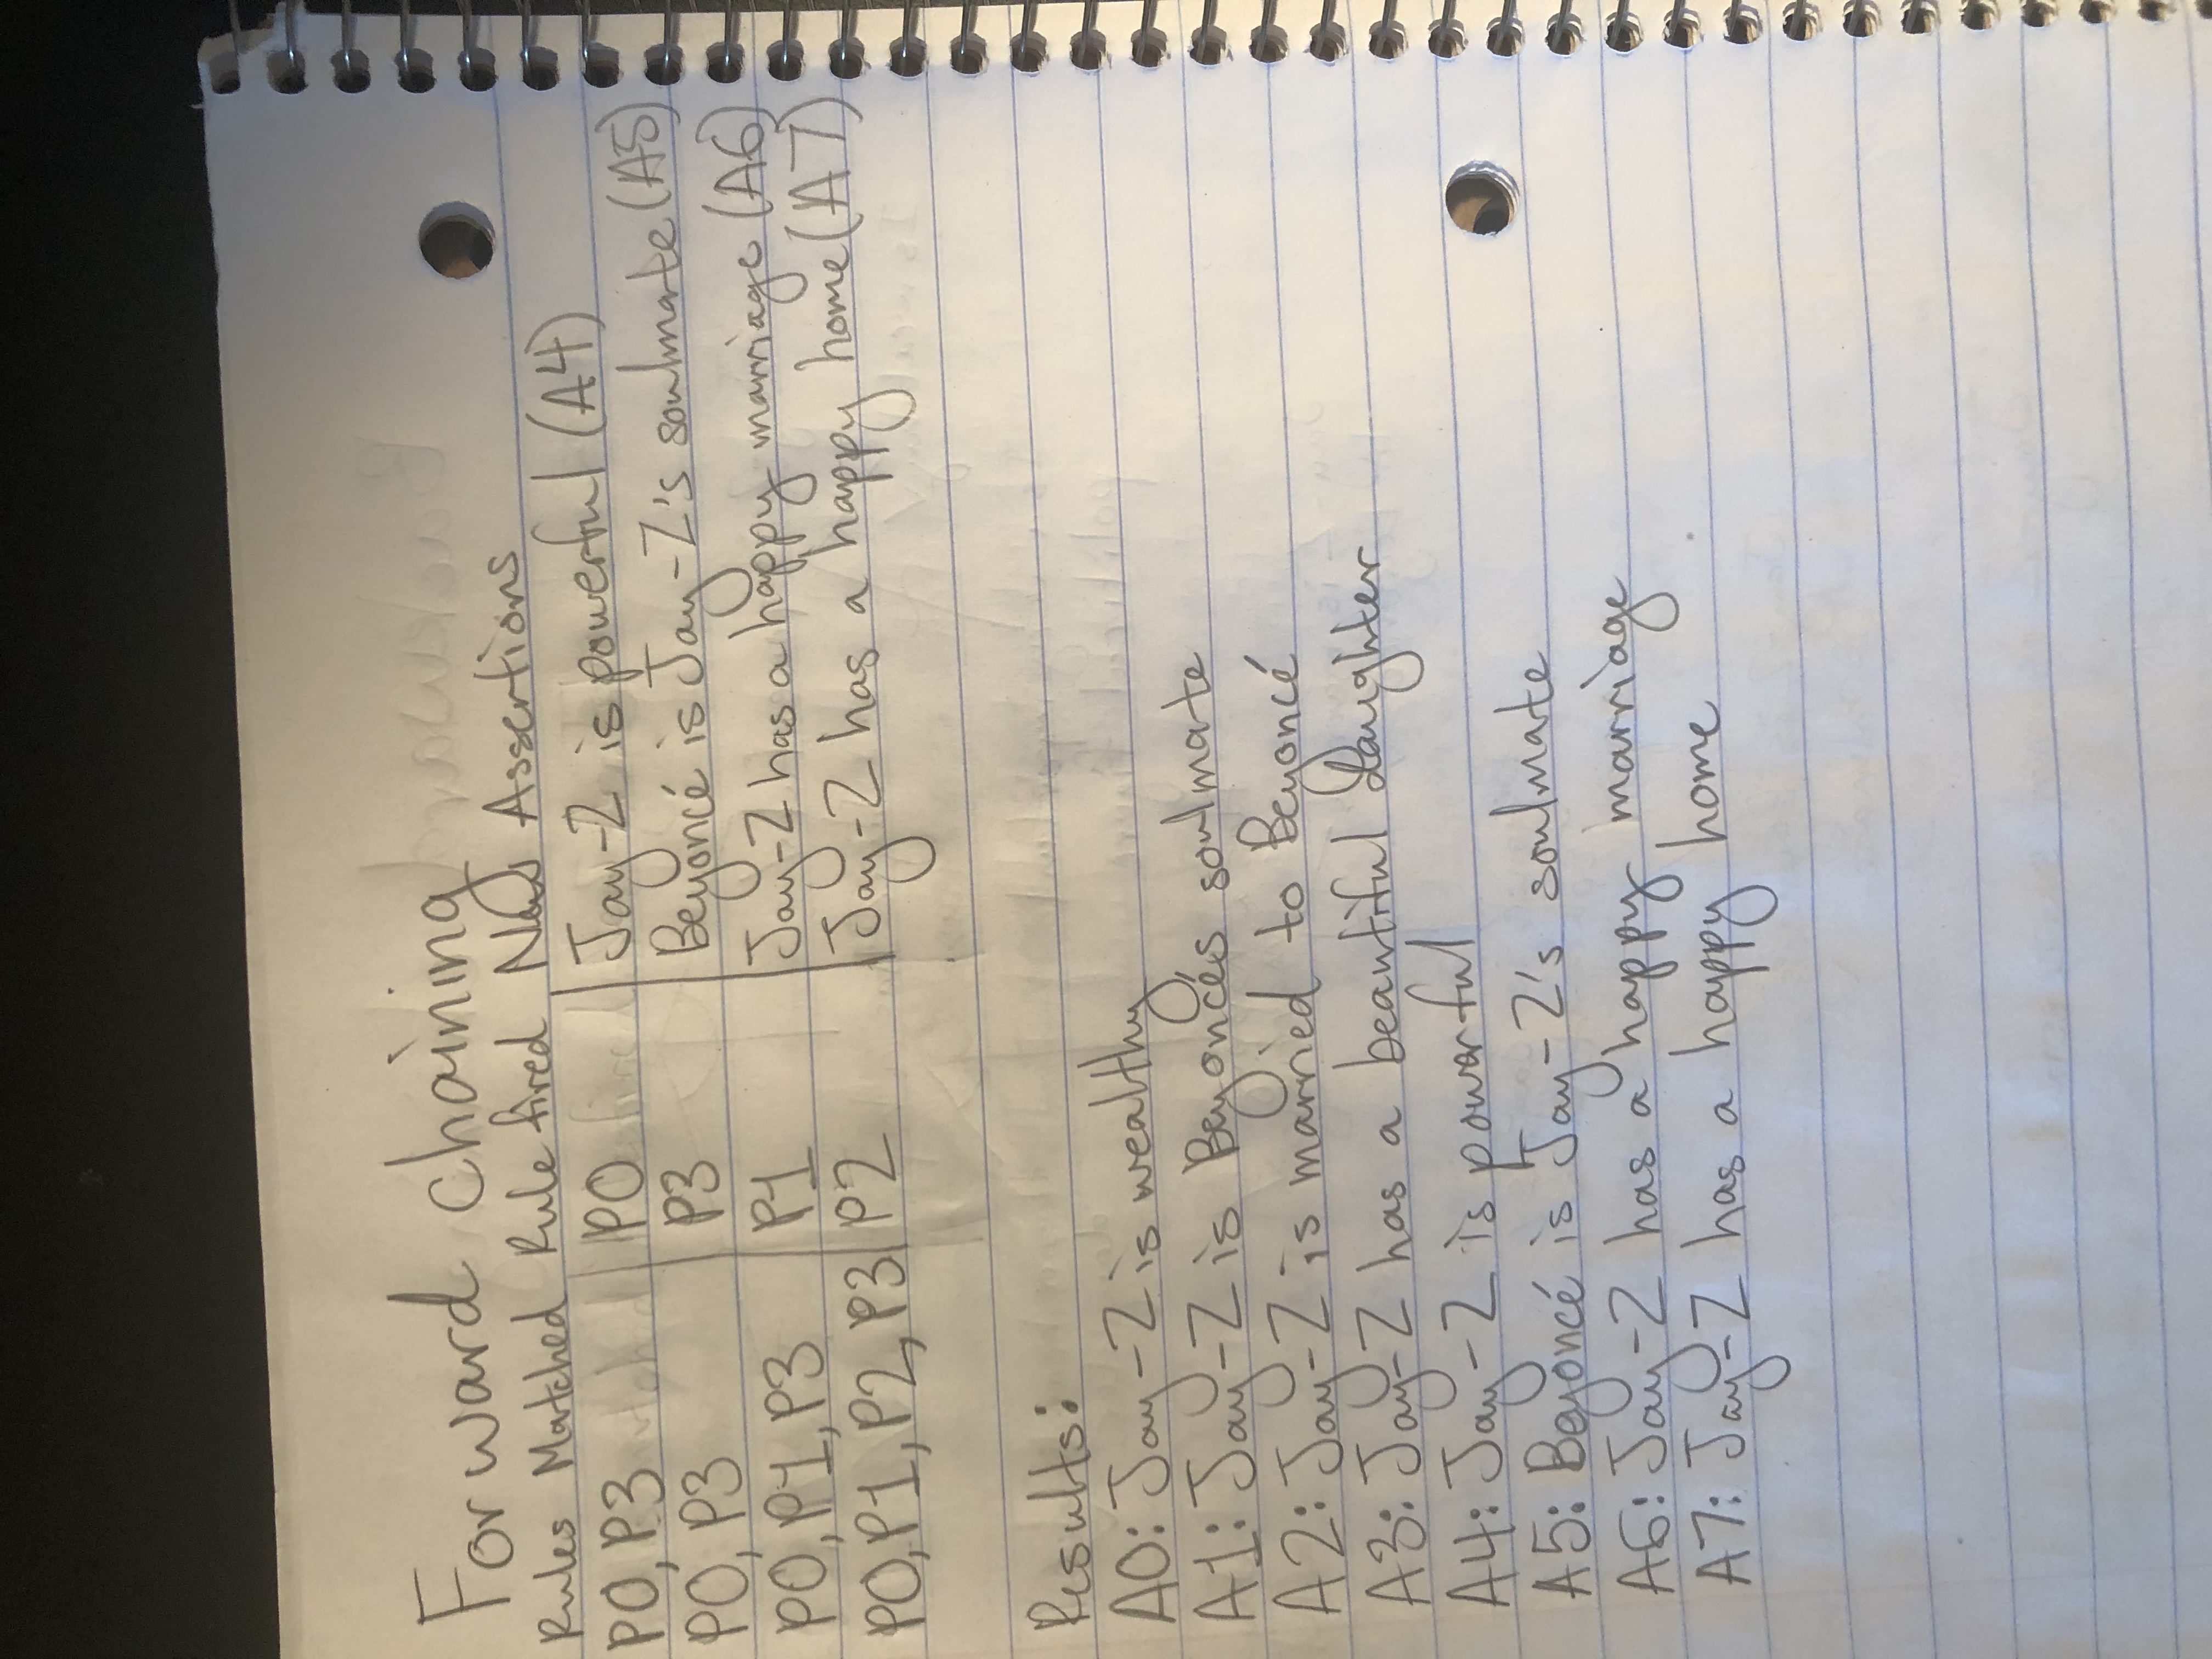 Forward chaining
Rules Matched Rule fired New Assertions
P0, P3 P0 Jay-Z is powerful (A4)
P0, P3 P3 Beyoncé is Jay-Z's soulmate (A5)
P0, P1, P3 P1 Jay-Z has a happy marriage (A6)
P0, P1, P2, P3 P2 Jay-Z has a happy home (A7)
Results:
A0: Jay-Z is wealthy
A1: Jay-Z is Beyoncés soulmate
A2: Jay-Z is married to Beyoncé
A3: Jay-Z has a beautiful daughter
A4: Jay-Z is powerful
A5: Beyoncé is Jay-Z's soulmate
A6: Jay-Z has a happy marriage
A7: Jay-Z has a happy home